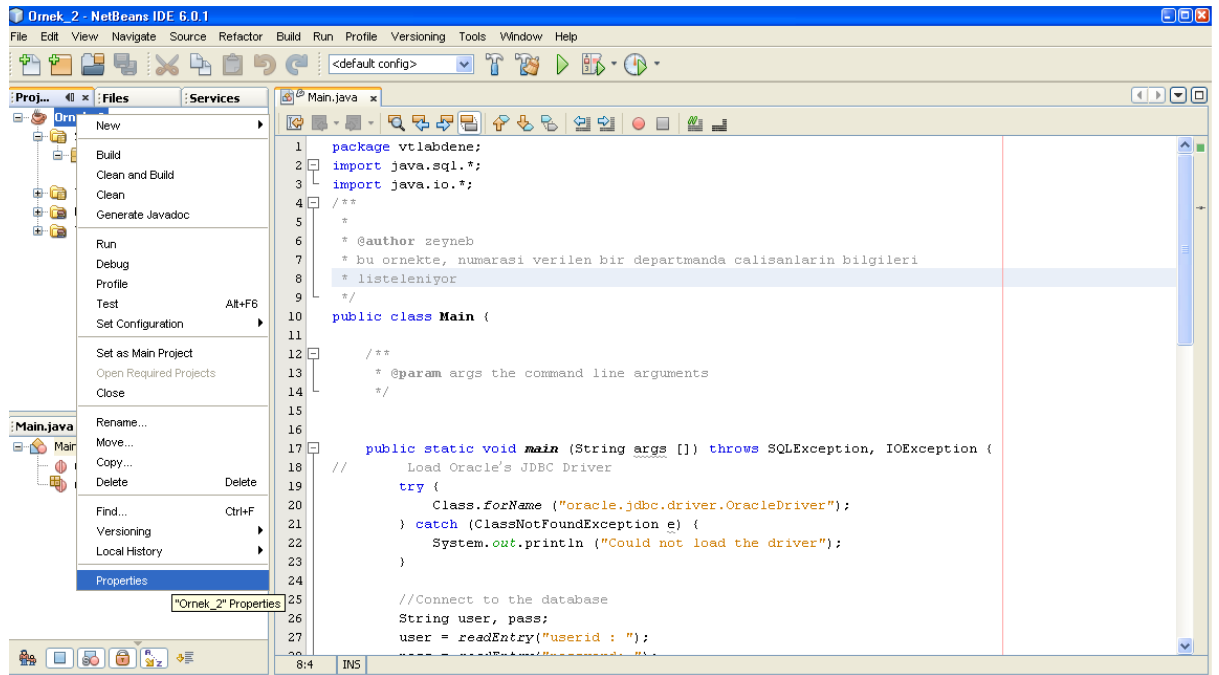 Ornek_2 - NetBeans IDE 6.0.1
File Edit View Navigate Source Refactor Build Run Profile Versioning Tools Window Help
<default config>
Proj... Files Services
Main.java
New
Build
Clean and Build
Clean
Generate Javadoc
Run
Debug
Profile
Test Alt+F6
Set Configuration
Set as Main Project
Open Required Projects
Close
Rename...
Move...
Copy...
Delete Delete
Find... Ctrl+F
Versioning
Local History
Properties
"Ornek_2" Properties
Main.java
1 package vtlabdene;
2 import java.sql.*;
3 import java.io.*;
4 /**
5 *
6 * @author zeyneb
7 * bu ornekte, numarasi verilen bir departmanda calisanlarin bilgileri
8 * listeleniyor
9 */
10 public class Main {
11
12 /**
13 * @param args the command line arguments
14 */
15
16
17 public static void main (String args []) throws SQLException, IOException {
18 // Load Oracle's JDBC Driver
19 try {
20 Class.forName ("oracle.jdbc.driver.OracleDriver");
21 } catch (ClassNotFoundException e) {
22 System.out.println ("Could not load the driver");
23 }
24
25 //Connect to the database
26 String user, pass;
27 user = readEntry("userid : ");
8:4 INS